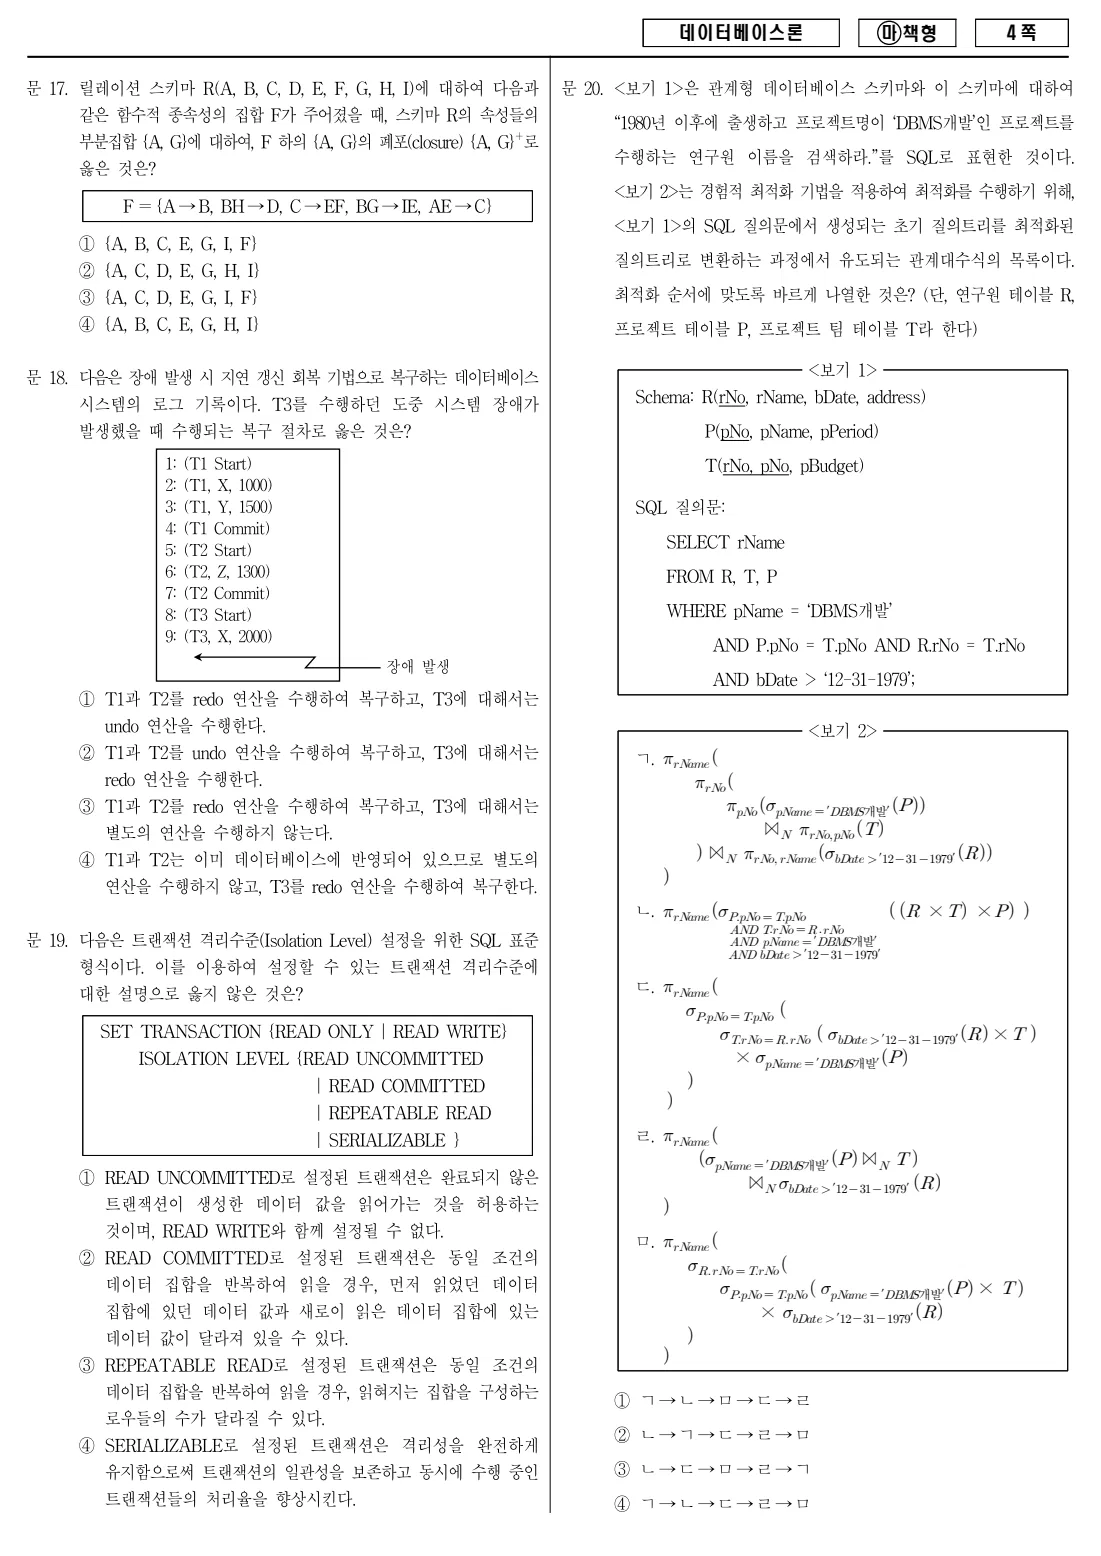 데이터베이스론
㉲책형
4 쪽
문 17. 릴레이션 스키마 R(A, B, C, D, E, F, G, H, I)에 대하여 다음과
같은 함수적 종속성의 집합 F가 주어졌을 때, 스키마 R의 속성들의
부분집합 {A, G}에 대하여, F 하의 {A, G}의 폐포(closure) {A, G}⁺로
옳은 것은?
F = {A→B, BH→D, C→EF, BG→IE, AE→C}
① {A, B, C, E, G, I, F}
② {A, C, D, E, G, H, I}
③ {A, C, D, E, G, I, F}
④ {A, B, C, E, G, H, I}
문 18. 다음은 장애 발생 시 지연 갱신 회복 기법으로 복구하는 데이터베이스
시스템의 로그 기록이다. T3를 수행하던 도중 시스템 장애가
발생했을 때 수행되는 복구 절차로 옳은 것은?
1: (T1 Start)
2: (T1, X, 1000)
3: (T1, Y, 1500)
4: (T1 Commit)
5: (T2 Start)
6: (T2, Z, 1300)
7: (T2 Commit)
8: (T3 Start)
9: (T3, X, 2000)
장애 발생
① T1과 T2를 redo 연산을 수행하여 복구하고, T3에 대해서는
undo 연산을 수행한다.
② T1과 T2를 undo 연산을 수행하여 복구하고, T3에 대해서는
redo 연산을 수행한다.
③ T1과 T2를 redo 연산을 수행하여 복구하고, T3에 대해서는
별도의 연산을 수행하지 않는다.
④ T1과 T2는 이미 데이터베이스에 반영되어 있으므로 별도의
연산을 수행하지 않고, T3를 redo 연산을 수행하여 복구한다.
문 19. 다음은 트랜잭션 격리수준(Isolation Level) 설정을 위한 SQL 표준
형식이다. 이를 이용하여 설정할 수 있는 트랜잭션 격리수준에
대한 설명으로 옳지 않은 것은?
SET TRANSACTION {READ ONLY | READ WRITE}
ISOLATION LEVEL {READ UNCOMMITTED
| READ COMMITTED
| REPEATABLE READ
| SERIALIZABLE }
① READ UNCOMMITTED로 설정된 트랜잭션은 완료되지 않은
트랜잭션이 생성한 데이터 값을 읽어가는 것을 허용하는
것이며, READ WRITE와 함께 설정될 수 없다.
② READ COMMITTED로 설정된 트랜잭션은 동일 조건의
데이터 집합을 반복하여 읽을 경우, 먼저 읽었던 데이터
집합에 있던 데이터 값과 새로이 읽은 데이터 집합에 있는
데이터 값이 달라져 있을 수 있다.
③ REPEATABLE READ로 설정된 트랜잭션은 동일 조건의
데이터 집합을 반복하여 읽을 경우, 읽혀지는 집합을 구성하는
로우들의 수가 달라질 수 있다.
④ SERIALIZABLE로 설정된 트랜잭션은 격리성을 완전하게
유지함으로써 트랜잭션의 일관성을 보존하고 동시에 수행 중인
트랜잭션들의 처리율을 향상시킨다.
문 20. <보기 1>은 관계형 데이터베이스 스키마와 이 스키마에 대하여
“1980년 이후에 출생하고 프로젝트명이 ‘DBMS개발’인 프로젝트를
수행하는 연구원 이름을 검색하라.”를 SQL로 표현한 것이다.
<보기 2>는 경험적 최적화 기법을 적용하여 최적화를 수행하기 위해,
<보기 1>의 SQL 질의문에서 생성되는 초기 질의트리를 최적화된
질의트리로 변환하는 과정에서 유도되는 관계대수식의 목록이다.
최적화 순서에 맞도록 바르게 나열한 것은? (단, 연구원 테이블 R,
프로젝트 테이블 P, 프로젝트 팀 테이블 T라 한다)
<보기 1>
Schema: R(rNo, rName, bDate, address)
P(pNo, pName, pPeriod)
T(rNo, pNo, pBudget)
SQL 질의문:
SELECT rName
FROM R, T, P
WHERE pName = ‘DBMS개발’
AND P.pNo = T.pNo AND R.rNo = T.rNo
AND bDate > ‘12-31-1979’;
<보기 2>
ㄱ. π rName (
π rNo (
π pNo (σ pName = ′DBMS개발′ (P))
⋈ N π rNo, pNo (T)
) ⋈ N π rNo, rName (σ bDate > ′12−31−1979′ (R))
)
ㄴ. π rName (σ P.pNo = T.pNo ((R × T) × P) )
AND T.rNo = R.rNo
AND pName = ′DBMS개발′
AND bDate > ′12−31−1979′
ㄷ. π rName (
σ P.pNo = T.pNo (
σ T.rNo = R.rNo ( σ bDate > ′12−31−1979′ (R) × T )
× σ pName = ′DBMS개발′ (P)
)
)
ㄹ. π rName (
(σ pName = ′DBMS개발′ (P) ⋈ N T)
⋈ N σ bDate > ′12−31−1979′ (R)
)
ㅁ. π rName (
σ R.rNo = T.rNo (
σ P.pNo = T.pNo ( σ pName = ′DBMS개발′ (P) × T)
× σ bDate > ′12−31−1979′ (R)
)
)
① ㄱ→ㄴ→ㅁ→ㄷ→ㄹ
② ㄴ→ㄱ→ㄷ→ㄹ→ㅁ
③ ㄴ→ㄷ→ㅁ→ㄹ→ㄱ
④ ㄱ→ㄴ→ㄷ→ㄹ→ㅁ